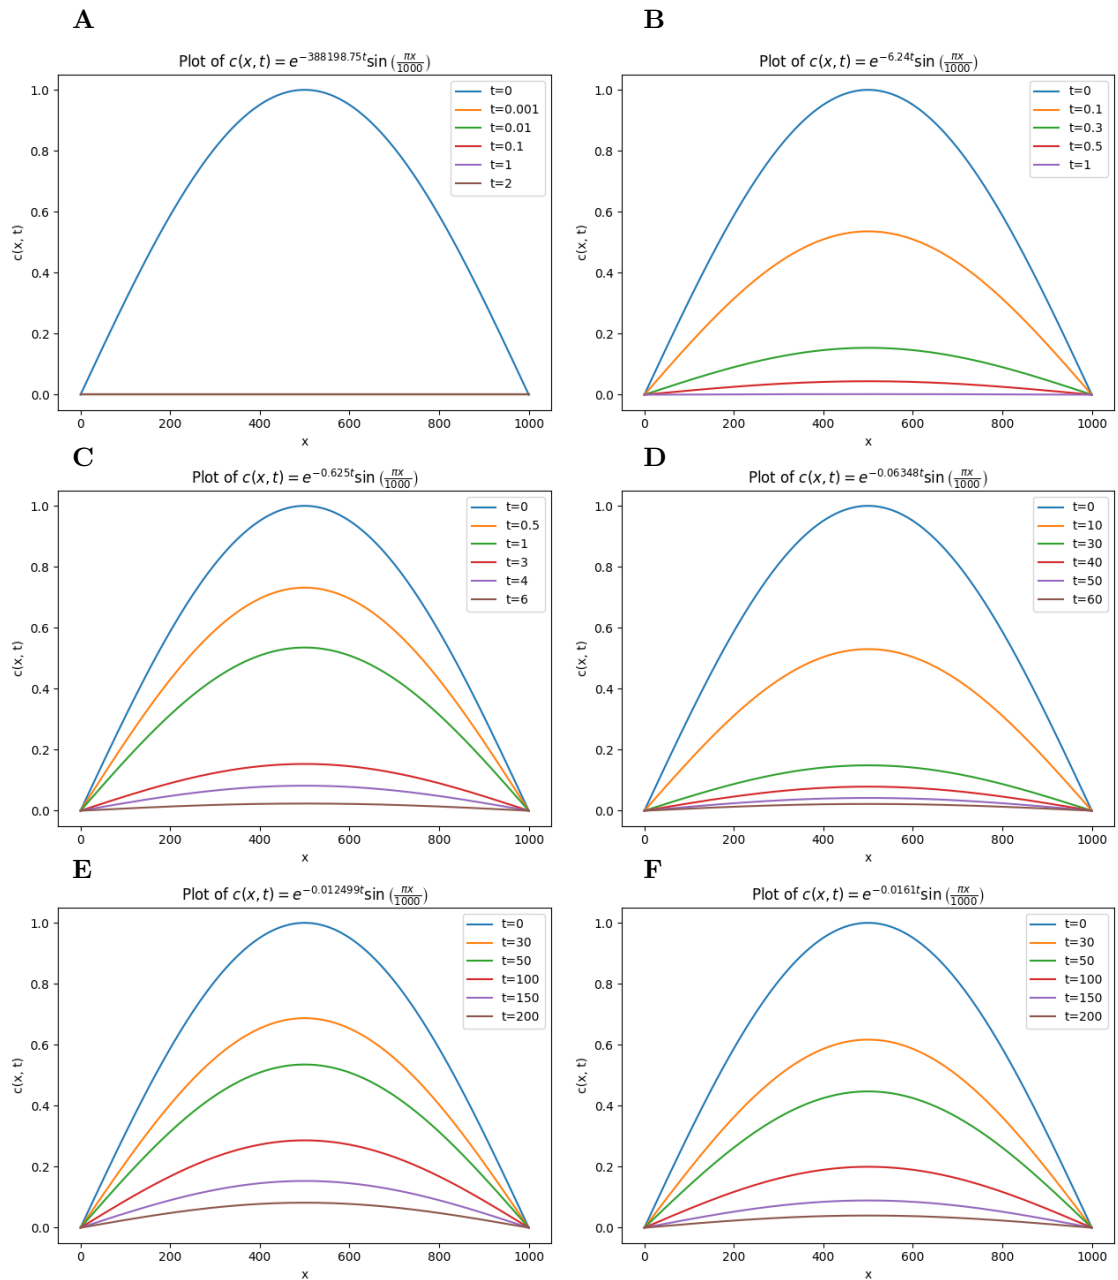 A
Plot of c(x, t) = e^{-388198.75t} sin (πx/1000)
t=0
t=0.001
t=0.01
t=0.1
t=1
t=2
1.0
0.8
0.6
0.4
0.2
0.0
c(x, t)
0 200 400 600 800 1000
x
B
Plot of c(x, t) = e^{-6.24t} sin (πx/1000)
t=0
t=0.1
t=0.3
t=0.5
t=1
1.0
0.8
0.6
0.4
0.2
0.0
c(x, t)
0 200 400 600 800 1000
x
C
Plot of c(x, t) = e^{-0.625t} sin (πx/1000)
t=0
t=0.5
t=1
t=3
t=4
t=6
1.0
0.8
0.6
0.4
0.2
0.0
c(x, t)
0 200 400 600 800 1000
x
D
Plot of c(x, t) = e^{-0.06348t} sin (πx/1000)
t=0
t=10
t=30
t=40
t=50
t=60
1.0
0.8
0.6
0.4
0.2
0.0
c(x, t)
0 200 400 600 800 1000
x
E
Plot of c(x, t) = e^{-0.012499t} sin (πx/1000)
t=0
t=30
t=50
t=100
t=150
t=200
1.0
0.8
0.6
0.4
0.2
0.0
c(x, t)
0 200 400 600 800 1000
x
F
Plot of c(x, t) = e^{-0.0161t} sin (πx/1000)
t=0
t=30
t=50
t=100
t=150
t=200
1.0
0.8
0.6
0.4
0.2
0.0
c(x, t)
0 200 400 600 800 1000
x